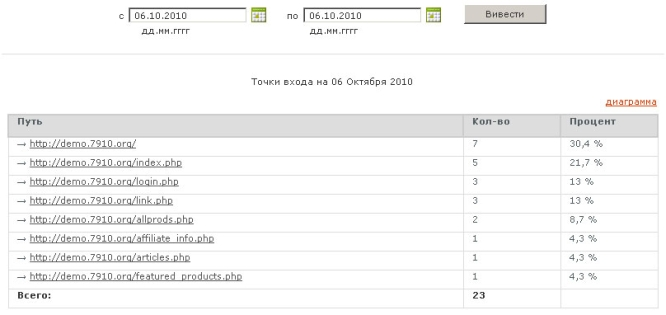 с 06.10.2010 по 06.10.2010 Вивести
дд.мм.гггг дд.мм.гггг
Точки входа на 06 Октября 2010
диаграмма
Путь Кол-во Процент
→ http://demo.7910.org/ 7 30,4 %
→ http://demo.7910.org/index.php 5 21,7 %
→ http://demo.7910.org/login.php 3 13 %
→ http://demo.7910.org/link.php 3 13 %
→ http://demo.7910.org/allprods.php 2 8,7 %
→ http://demo.7910.org/affiliate_info.php 1 4,3 %
→ http://demo.7910.org/articles.php 1 4,3 %
→ http://demo.7910.org/featured_products.php 1 4,3 %
Всего: 23